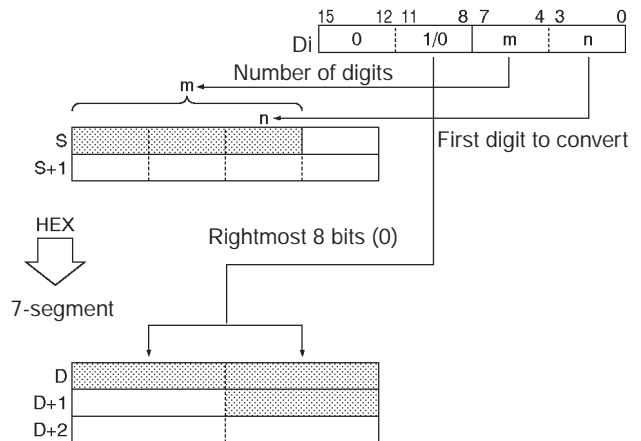 15 12 11 8 7 4 3 0
Di 0 1/0 m n
Number of digits
m
n
First digit to convert
S
S+1
HEX
Rightmost 8 bits (0)
7-segment
D
D+1
D+2